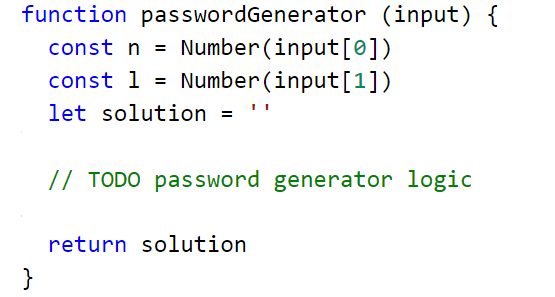 function passwordGenerator (input) {
  const n = Number(input[0])
  const l = Number(input[1])
  let solution = ''
  // TODO password generator logic
  return solution
}